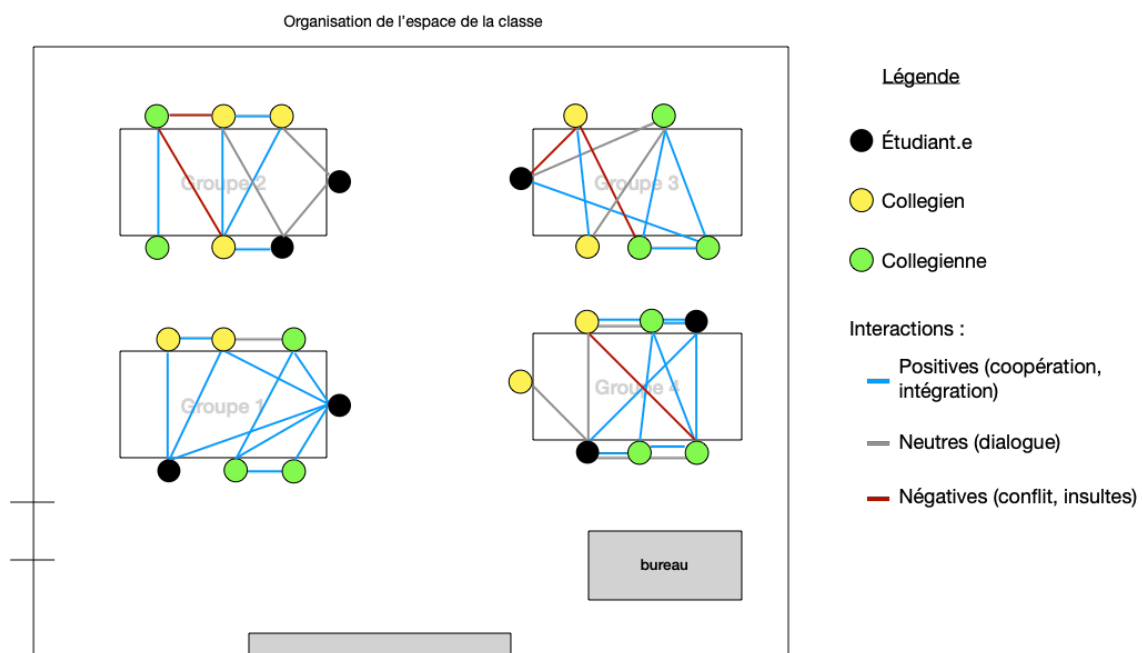 Organisation de l'espace de la classe
Légende
Étudiant.e
Collegien
Collegienne
Interactions :
Positives (coopération,
intégration)
Neutres (dialogue)
Négatives (conflit, insultes)
Groupe 2
Groupe 3
Groupe 1
Groupe 4
bureau